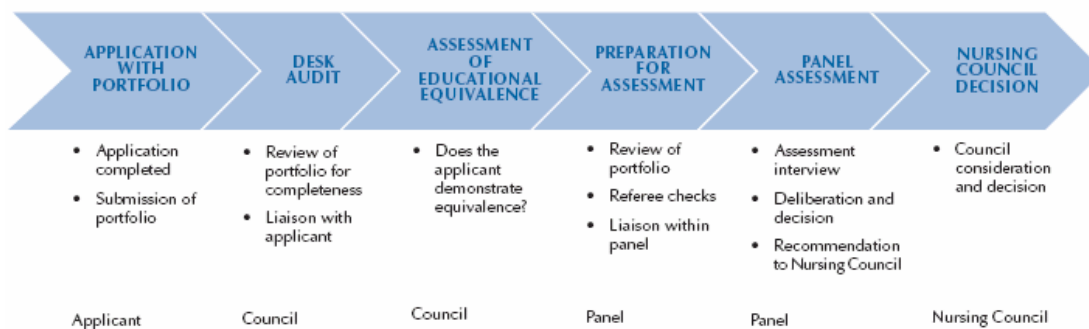 APPLICATION
WITH
PORTFOLIO
DESK
AUDIT
ASSESSMENT
OF
EDUCATIONAL
EQUIVALENCE
PREPARATION
FOR
ASSESSMENT
PANEL
ASSESSMENT
NURSING
COUNCIL
DECISION
• Application
completed
• Submission of
portfolio
• Review of
portfolio for
completeness
• Liaison with
applicant
• Does the
applicant
demonstrate
equivalence?
• Review of
portfolio
• Referee checks
• Liaison within
panel
• Assessment
interview
• Deliberation and
decision
• Recommendation
to Nursing Council
• Council
consideration
and decision
Applicant
Council
Council
Panel
Panel
Nursing Council